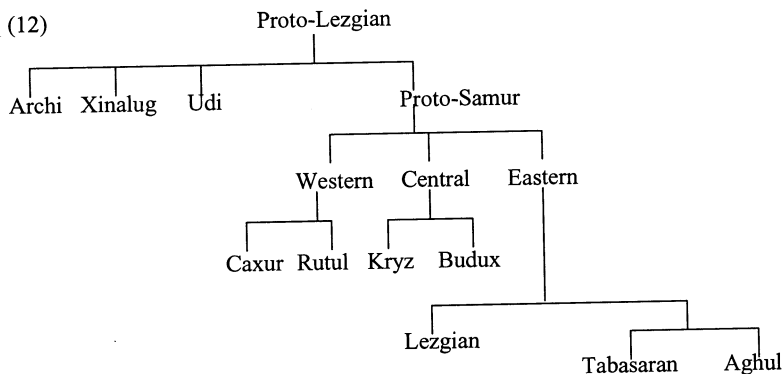 (12)
Proto-Lezgian
Archi Xinalug Udi Proto-Samur
Western Central Eastern
Caxur Rutul Kryz Budux
Lezgian
Tabasaran Aghul